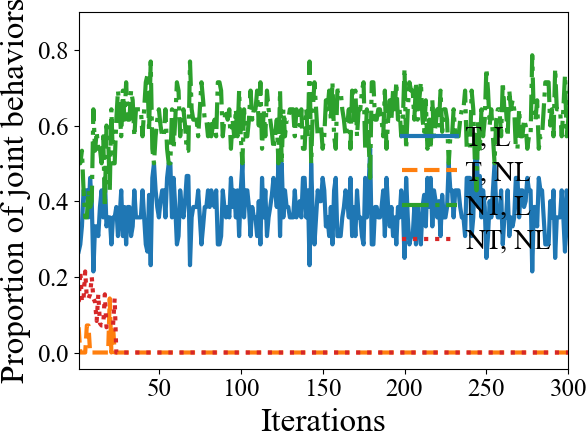 Proportion of joint behaviors
0.8
0.6
0.4
0.2
0.0
T, L
T, NL
NT, L
NT, NL
50
100
150
200
250
300
Iterations